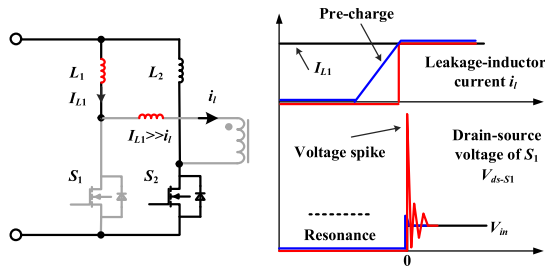 L1 L2
IL1
il
IL1>>il
S1 S2
Pre-charge
IL1
Leakage-inductor
current il
Voltage spike
Drain-source
voltage of S1
Vds-S1
Resonance
Vin
0